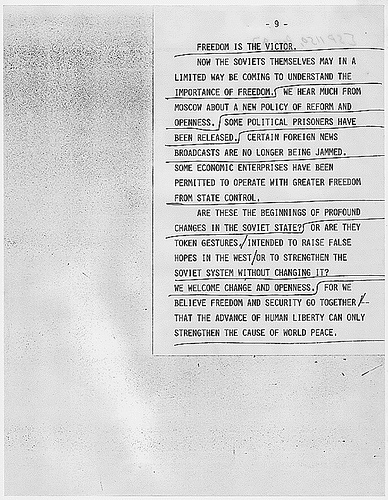 - 9 -
FREEDOM IS THE VICTOR.
NOW THE SOVIETS THEMSELVES MAY IN A
LIMITED WAY BE COMING TO UNDERSTAND THE
IMPORTANCE OF FREEDOM. WE HEAR MUCH FROM
MOSCOW ABOUT A NEW POLICY OF REFORM AND
OPENNESS. SOME POLITICAL PRISONERS HAVE
BEEN RELEASED. CERTAIN FOREIGN NEWS
BROADCASTS ARE NO LONGER BEING JAMMED.
SOME ECONOMIC ENTERPRISES HAVE BEEN
PERMITTED TO OPERATE WITH GREATER FREEDOM
FROM STATE CONTROL.
ARE THESE THE BEGINNINGS OF PROFOUND
CHANGES IN THE SOVIET STATE? OR ARE THEY
TOKEN GESTURES, INTENDED TO RAISE FALSE
HOPES IN THE WEST OR TO STRENGTHEN THE
SOVIET SYSTEM WITHOUT CHANGING IT?
WE WELCOME CHANGE AND OPENNESS. FOR WE
BELIEVE FREEDOM AND SECURITY GO TOGETHER
THAT THE ADVANCE OF HUMAN LIBERTY CAN ONLY
STRENGTHEN THE CAUSE OF WORLD PEACE.